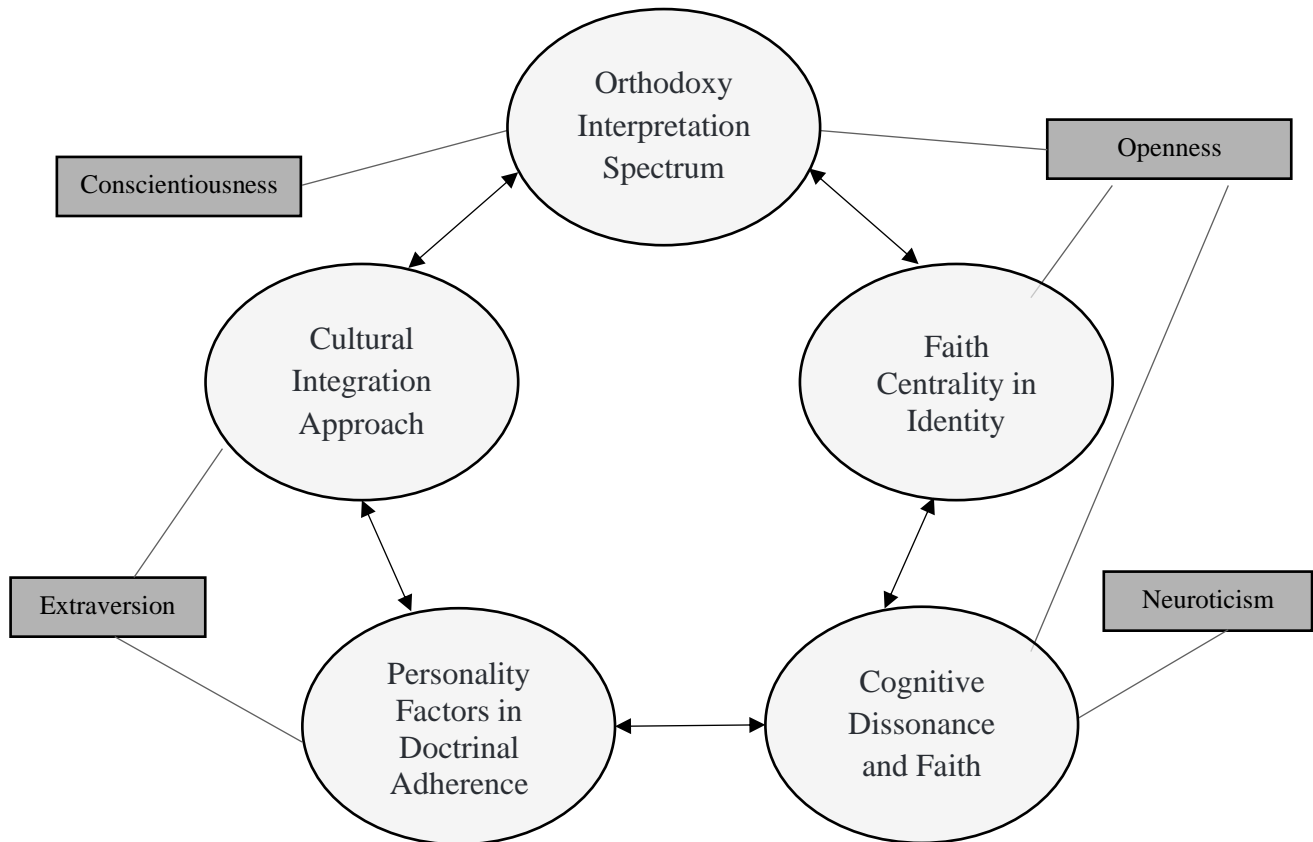 Orthodoxy
Interpretation
Spectrum
Openness
Conscientiousness
Cultural
Integration
Approach
Faith
Centrality in
Identity
Extraversion
Neuroticism
Personality
Factors in
Doctrinal
Adherence
Cognitive
Dissonance
and Faith